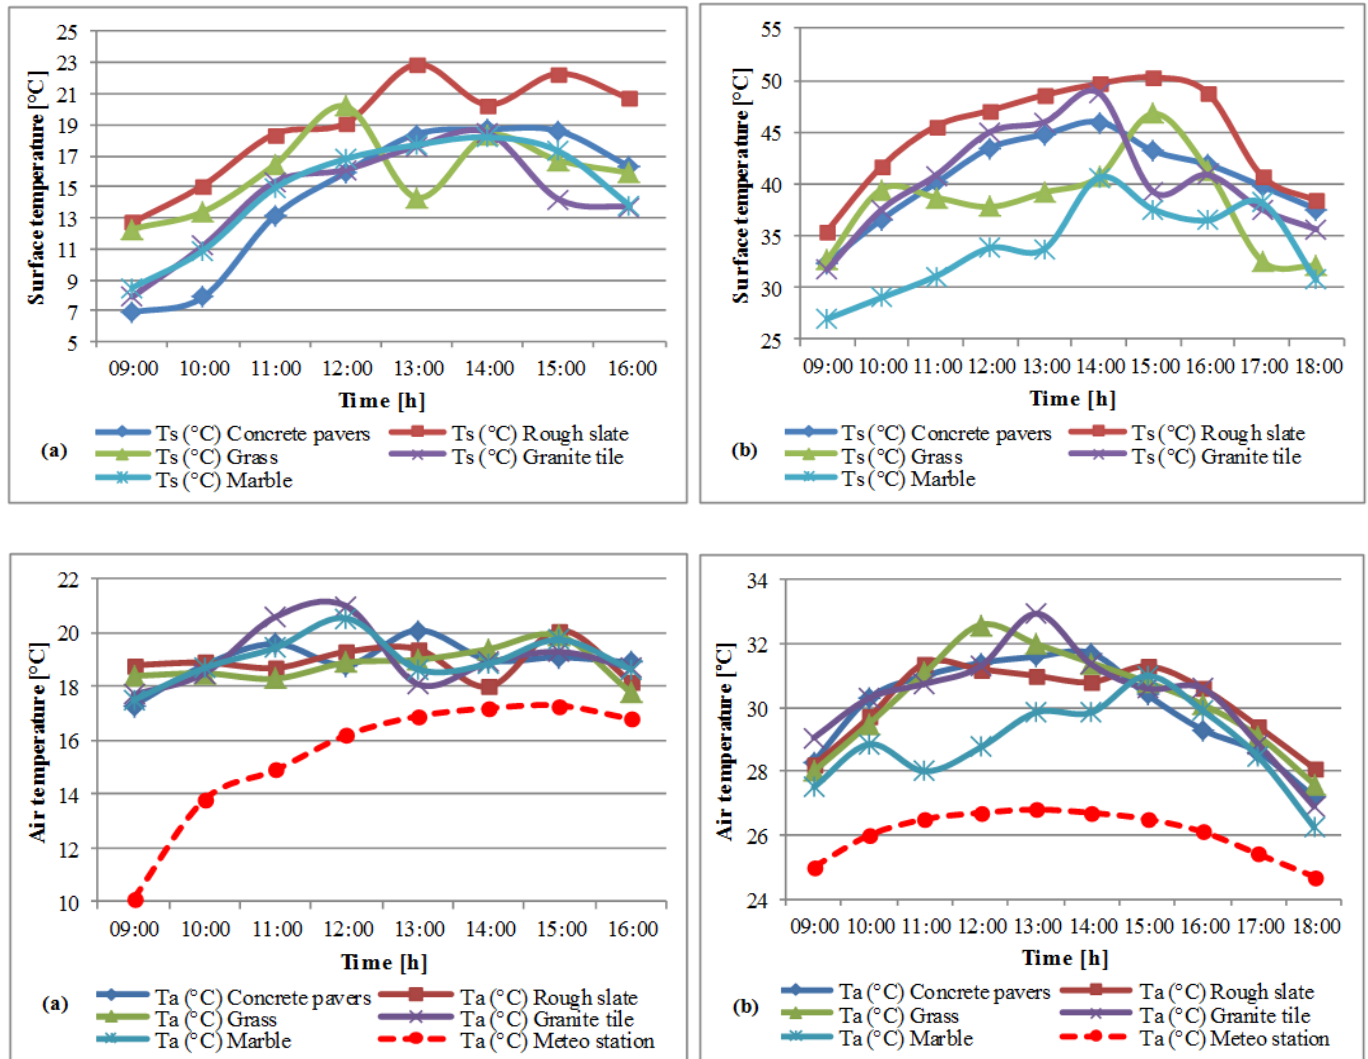 Surface temperature [°C]
25
23
21
19
17
15
13
11
9
7
5
09:00 10:00 11:00 12:00 13:00 14:00 15:00 16:00
Time [h]
(a)
Ts (°C) Concrete pavers
Ts (°C) Rough slate
Ts (°C) Grass
Ts (°C) Granite tile
Ts (°C) Marble
Surface temperature [°C]
55
50
45
40
35
30
25
09:00 10:00 11:00 12:00 13:00 14:00 15:00 16:00 17:00 18:00
Time [h]
(b)
Ts (°C) Concrete pavers
Ts (°C) Rough slate
Ts (°C) Grass
Ts (°C) Granite tile
Ts (°C) Marble
Air temperature [°C]
22
20
18
16
14
12
10
09:00 10:00 11:00 12:00 13:00 14:00 15:00 16:00
Time [h]
(a)
Ta (°C) Concrete pavers
Ta (°C) Rough slate
Ta (°C) Grass
Ta (°C) Granite tile
Ta (°C) Marble
Ta (°C) Meteo station
Air temperature [°C]
34
32
30
28
26
24
09:00 10:00 11:00 12:00 13:00 14:00 15:00 16:00 17:00 18:00
Time [h]
(b)
Ta (°C) Concrete pavers
Ta (°C) Rough slate
Ta (°C) Grass
Ta (°C) Granite tile
Ta (°C) Marble
Ta (°C) Meteo station